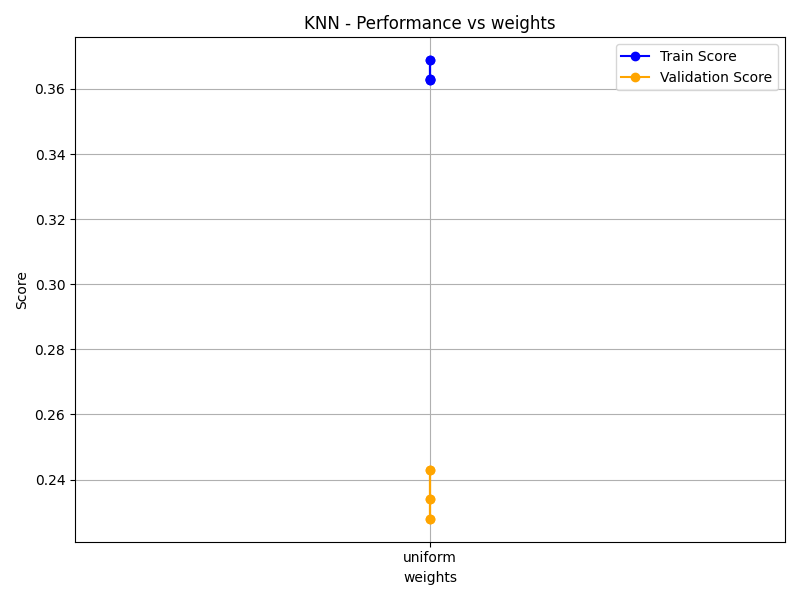 KNN - Performance vs weights
Train Score
Validation Score
0.36
0.34
0.32
0.30
0.28
0.26
0.24
Score
uniform
weights